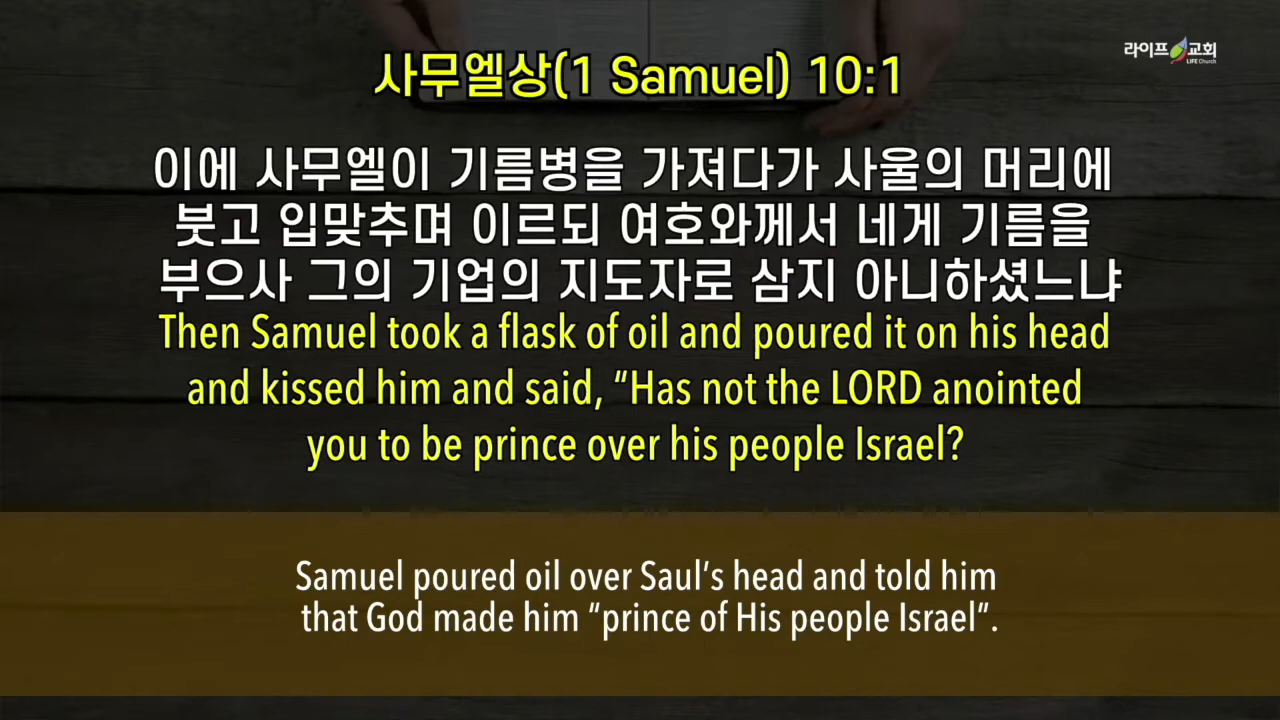 라이프교회
LIFE Church
사무엘상(1 Samuel) 10:1
이에 사무엘이 기름병을 가져다가 사울의 머리에
붓고 입맞추며 이르되 여호와께서 네게 기름을
부으사 그의 기업의 지도자로 삼지 아니하셨느냐
Then Samuel took a flask of oil and poured it on his head
and kissed him and said, “Has not the LORD anointed
you to be prince over his people Israel?
Samuel poured oil over Saul’s head and told him
that God made him “prince of His people Israel”.